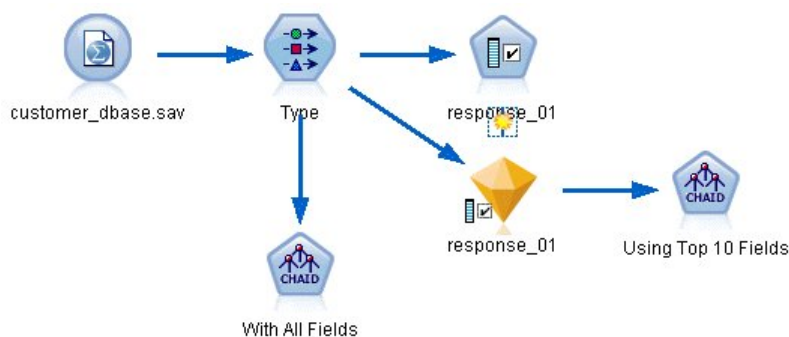 customer_dbase.sav
Type
response_01
CHAID
With All Fields
response_01
CHAID
Using Top 10 Fields